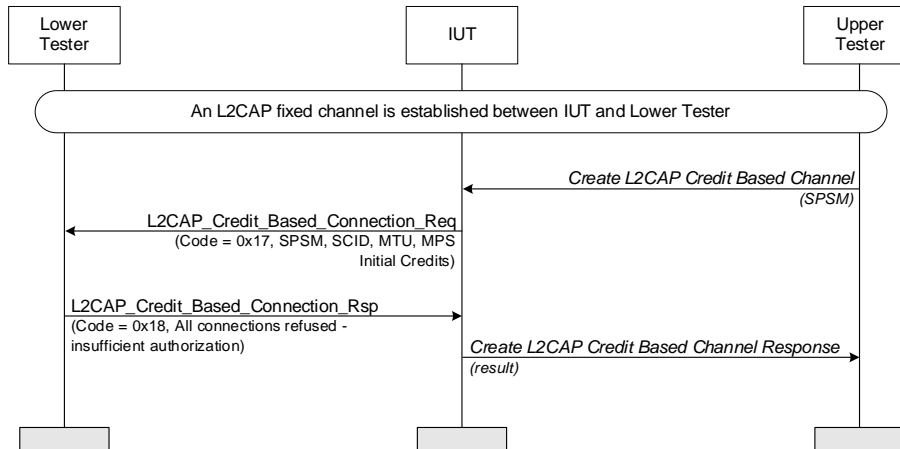 Lower
Tester
IUT
Upper
Tester
An L2CAP fixed channel is established between IUT and Lower Tester
Create L2CAP Credit Based Channel
(SPSM)
L2CAP_Credit_Based_Connection_Req
(Code = 0x17, SPSM, SCID, MTU, MPS
Initial Credits)
L2CAP_Credit_Based_Connection_Rsp
(Code = 0x18, All connections refused -
insufficient authorization)
Create L2CAP Credit Based Channel Response
(result)